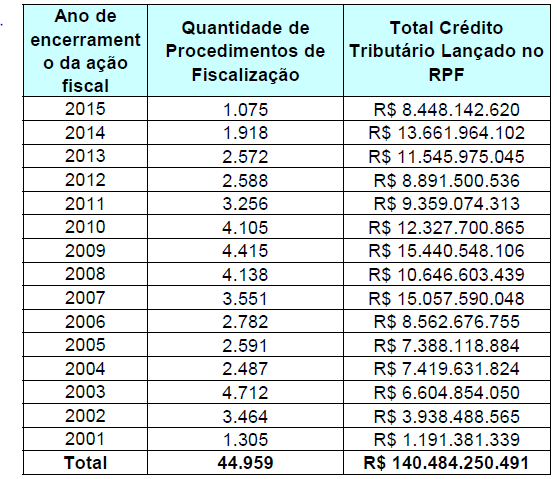 Ano de encerramento da ação fiscal Quantidade de Procedimentos de Fiscalização Total Crédito Tributário Lançado no RPF
2015 1.075 R$ 8.448.142.620
2014 1.918 R$ 13.661.964.102
2013 2.572 R$ 11.545.975.045
2012 2.588 R$ 8.891.500.536
2011 3.256 R$ 9.359.074.313
2010 4.105 R$ 12.327.700.865
2009 4.415 R$ 15.440.548.106
2008 4.138 R$ 10.646.603.439
2007 3.551 R$ 15.057.590.048
2006 2.782 R$ 8.562.676.755
2005 2.591 R$ 7.388.118.884
2004 2.487 R$ 7.419.631.824
2003 4.712 R$ 6.604.854.050
2002 3.464 R$ 3.938.488.565
2001 1.305 R$ 1.191.381.339
Total 44.959 R$ 140.484.250.491